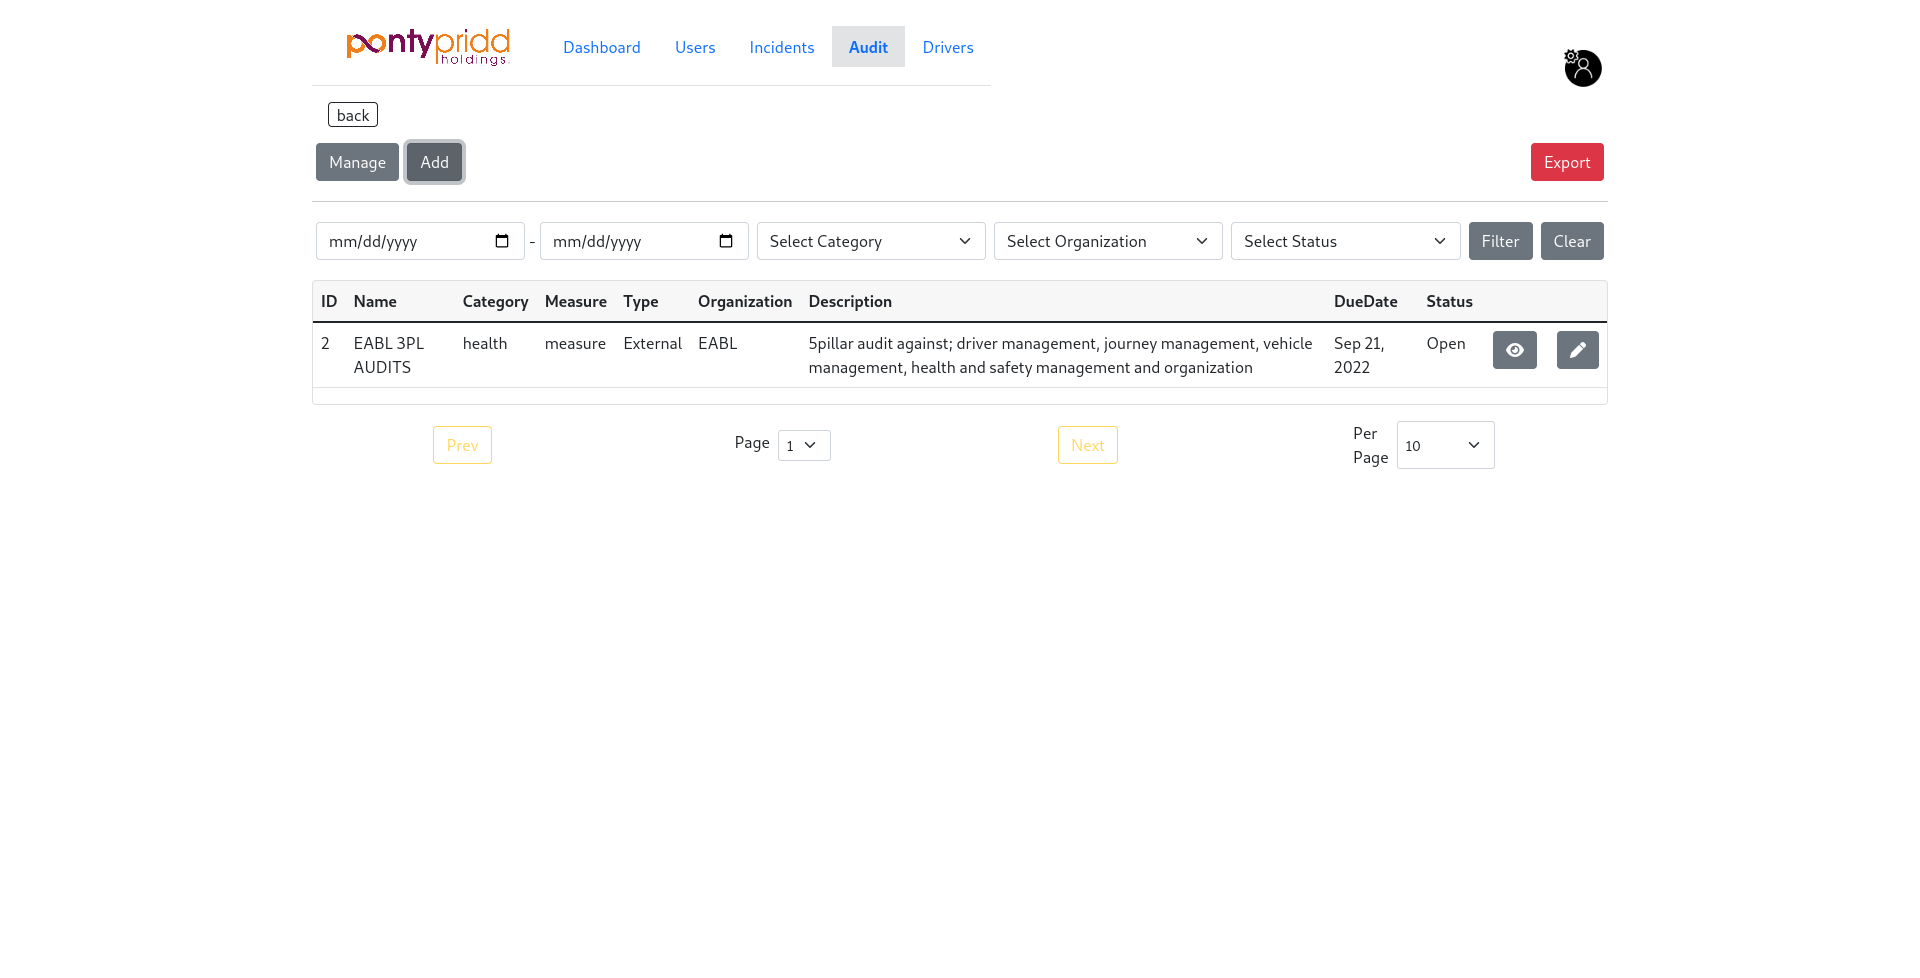 pontypridd holdings
Dashboard Users Incidents Audit Drivers
back
Manage Add Export
mm/dd/yyyy - mm/dd/yyyy Select Category Select Organization Select Status Filter Clear
ID Name Category Measure Type Organization Description DueDate Status
2 EABL 3PL AUDITS health measure External EABL 5pillar audit against; driver management, journey management, vehicle management, health and safety management and organization Sep 21, 2022 Open
Prev Page 1 Next Per Page 10